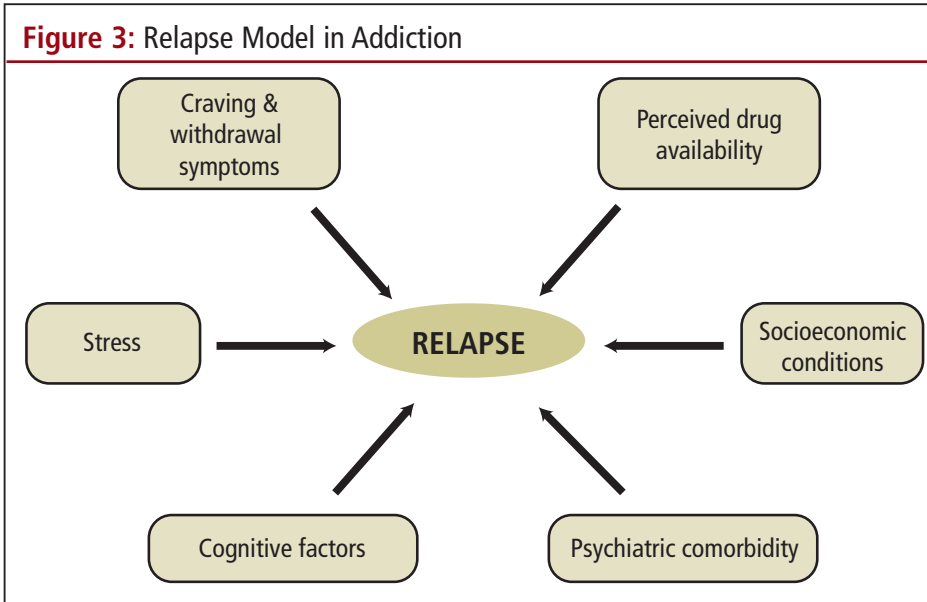 Figure 3: Relapse Model in Addiction
Craving &
withdrawal
symptoms
Perceived drug
availability
Stress
RELAPSE
Socioeconomic
conditions
Cognitive factors
Psychiatric comorbidity